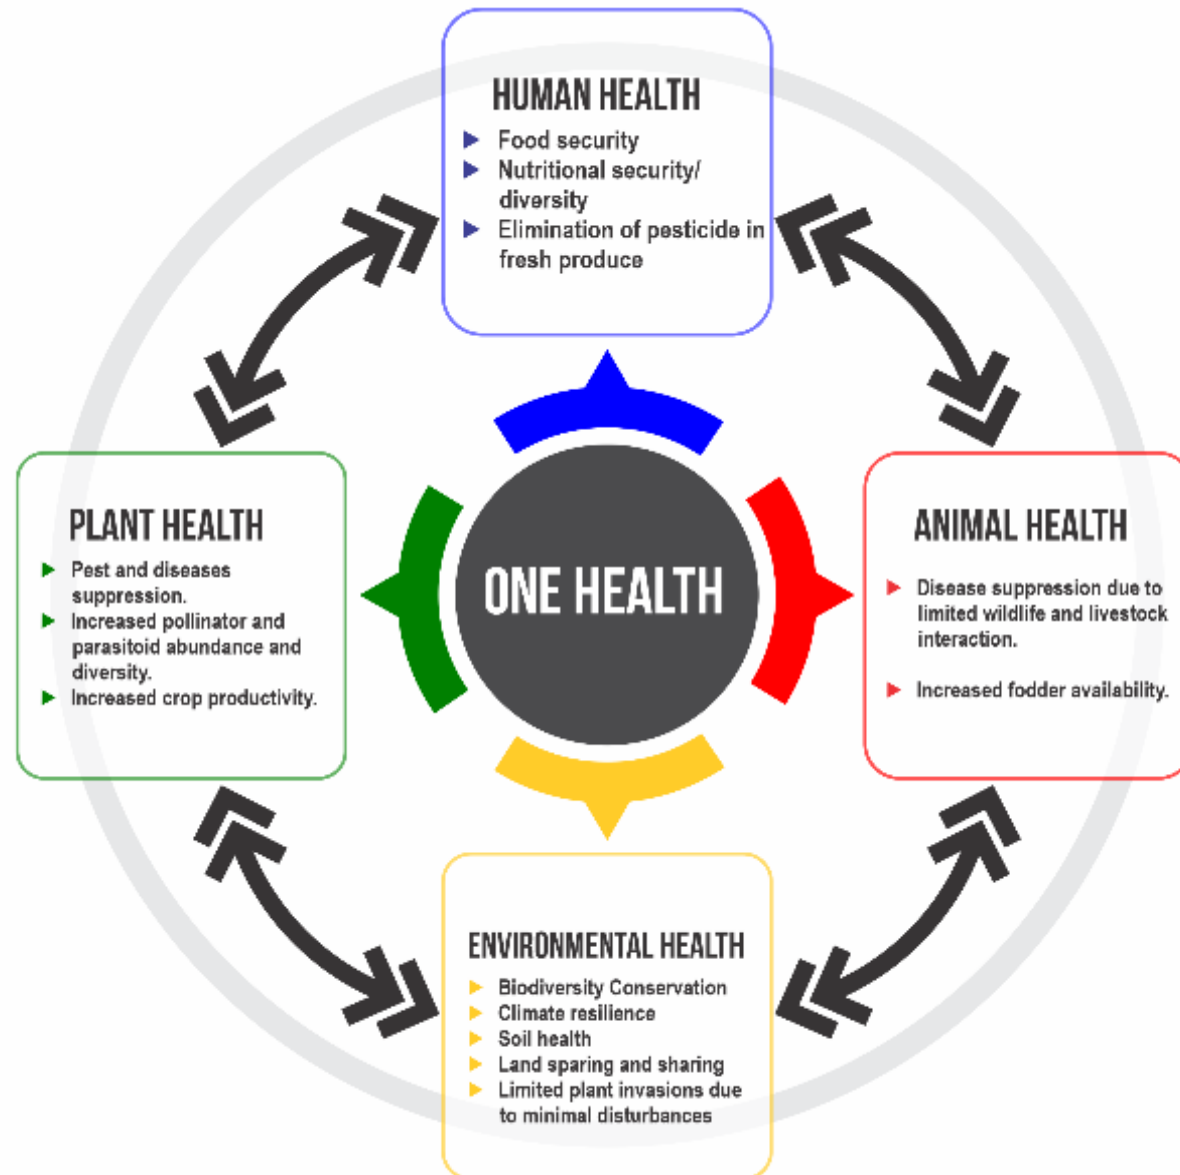 HUMAN HEALTH
Food security
Nutritional security/
diversity
Elimination of pesticide in
fresh produce
PLANT HEALTH
Pest and diseases
suppression.
Increased pollinator and
parasitoid abundance and
diversity.
Increased crop productivity.
ONE HEALTH
ANIMAL HEALTH
Disease suppression due to
limited wildlife and livestock
interaction.
Increased fodder availability.
ENVIRONMENTAL HEALTH
Biodiversity Conservation
Climate resilience
Soil health
Land sparing and sharing
Limited plant invasions due
to minimal disturbances